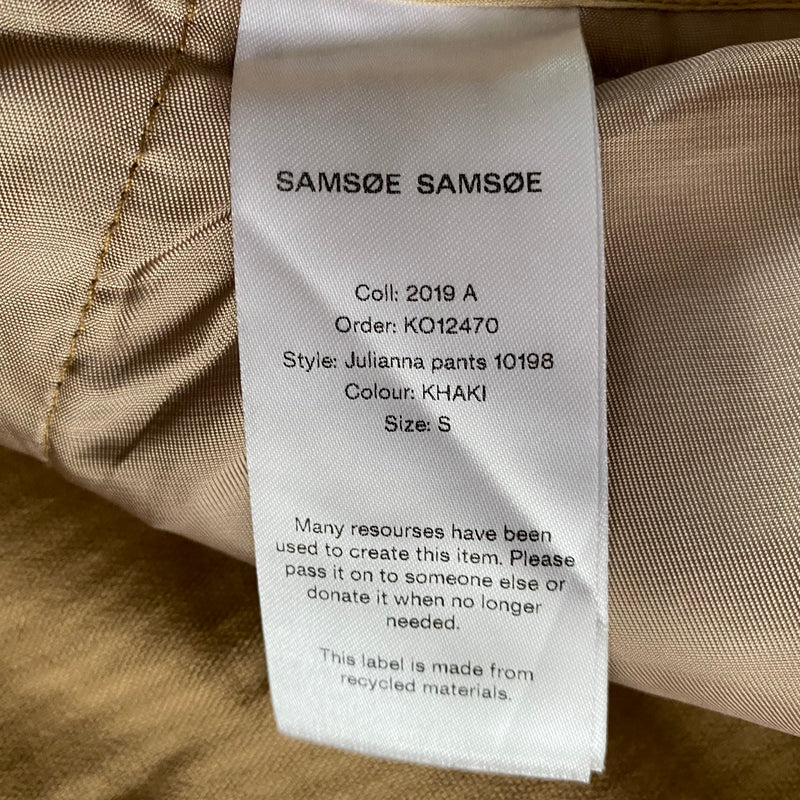 SAMSØE SAMSØE
Coll: 2019 A
Order: KO12470
Style: Julianna pants 10198
Colour: KHAKI
Size: S
Many resourses have been
used to create this item. Please
pass it on to someone else or
donate it when no longer
needed.
This label is made from
recycled materials.